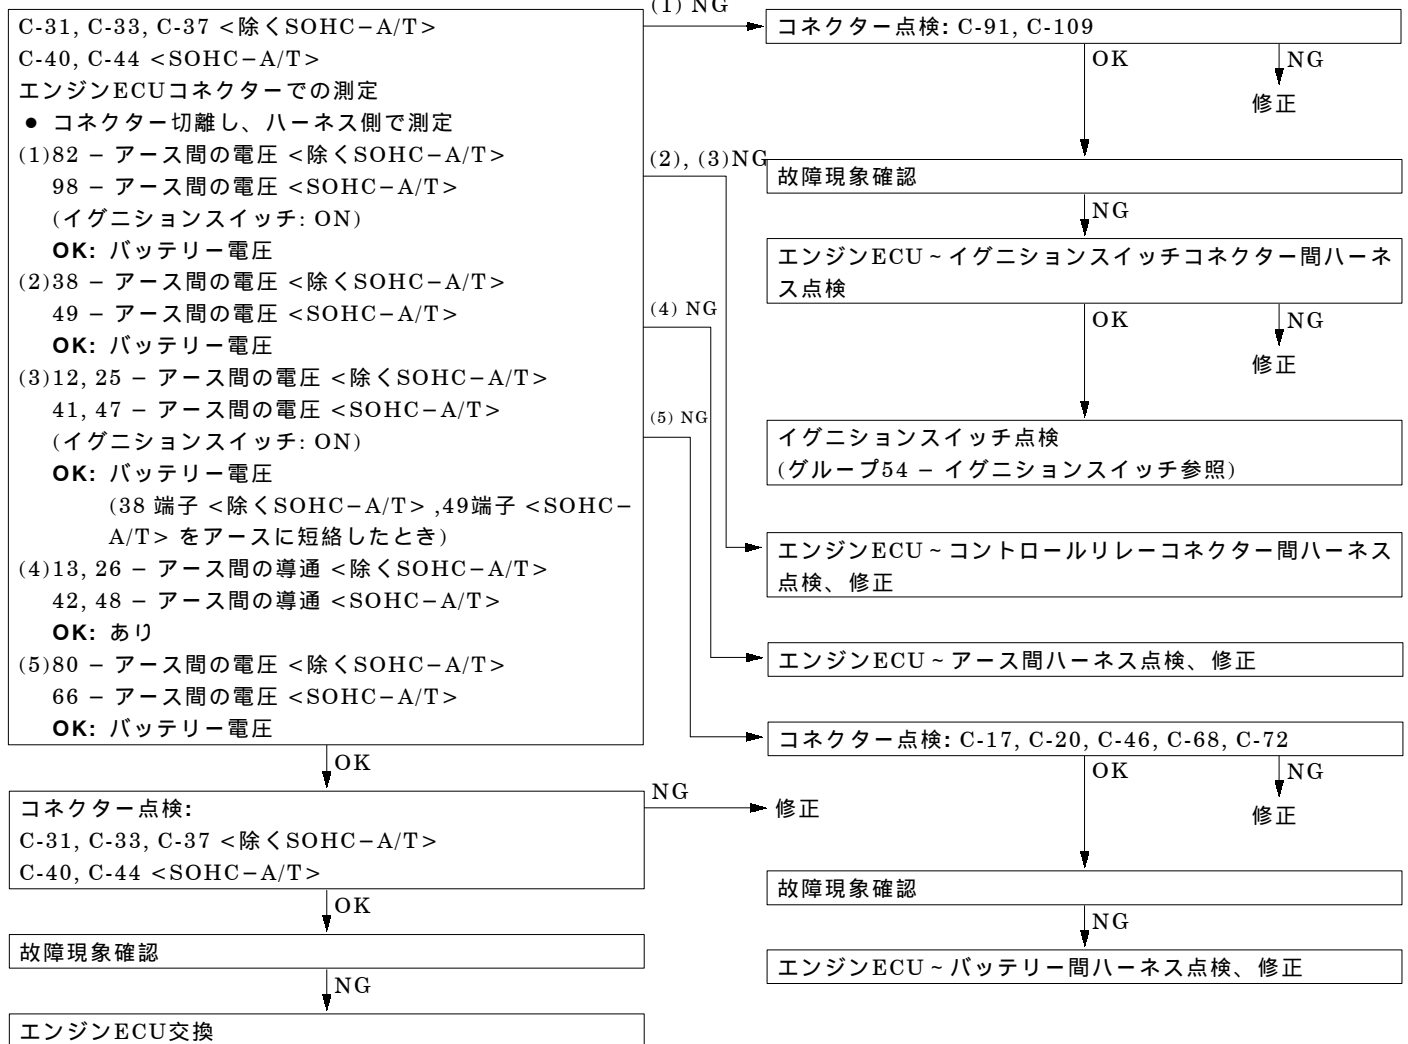 C-31, C-33, C-37 <除くSOHC−A/T>
C-40, C-44 <SOHC−A/T>
エンジンECUコネクターでの測定
● コネクター切離し、ハーネス側で測定
(1)82 − アース間の電圧 <除くSOHC−A/T>
98 − アース間の電圧 <SOHC−A/T>
(イグニションスイッチ: ON)
OK: バッテリー電圧
(2)38 − アース間の電圧 <除くSOHC−A/T>
49 − アース間の電圧 <SOHC−A/T>
OK: バッテリー電圧
(3)12, 25 − アース間の電圧 <除くSOHC−A/T>
41, 47 − アース間の電圧 <SOHC−A/T>
(イグニションスイッチ: ON)
OK: バッテリー電圧
(38 端子 <除くSOHC−A/T> ,49端子 <SOHC−
A/T> をアースに短絡したとき)
(4)13, 26 − アース間の導通 <除くSOHC−A/T>
42, 48 − アース間の導通 <SOHC−A/T>
OK: あり
(5)80 − アース間の電圧 <除くSOHC−A/T>
66 − アース間の電圧 <SOHC−A/T>
OK: バッテリー電圧
OK
コネクター点検:
C-31, C-33, C-37 <除くSOHC−A/T>
C-40, C-44 <SOHC−A/T>
NG
修正
OK
故障現象確認
NG
エンジンECU交換
(1) NG
コネクター点検: C-91, C-109
OK
NG
修正
故障現象確認
NG
エンジンECU ~ イグニションスイッチコネクター間ハーネ
ス点検
OK
NG
修正
イグニションスイッチ点検
(グループ54 − イグニションスイッチ参照)
(2), (3)NG
エンジンECU ~ コントロールリレーコネクター間ハーネス
点検、修正
(4) NG
エンジンECU ~ アース間ハーネス点検、修正
(5) NG
コネクター点検: C-17, C-20, C-46, C-68, C-72
OK
NG
修正
故障現象確認
NG
エンジンECU ~ バッテリー間ハーネス点検、修正